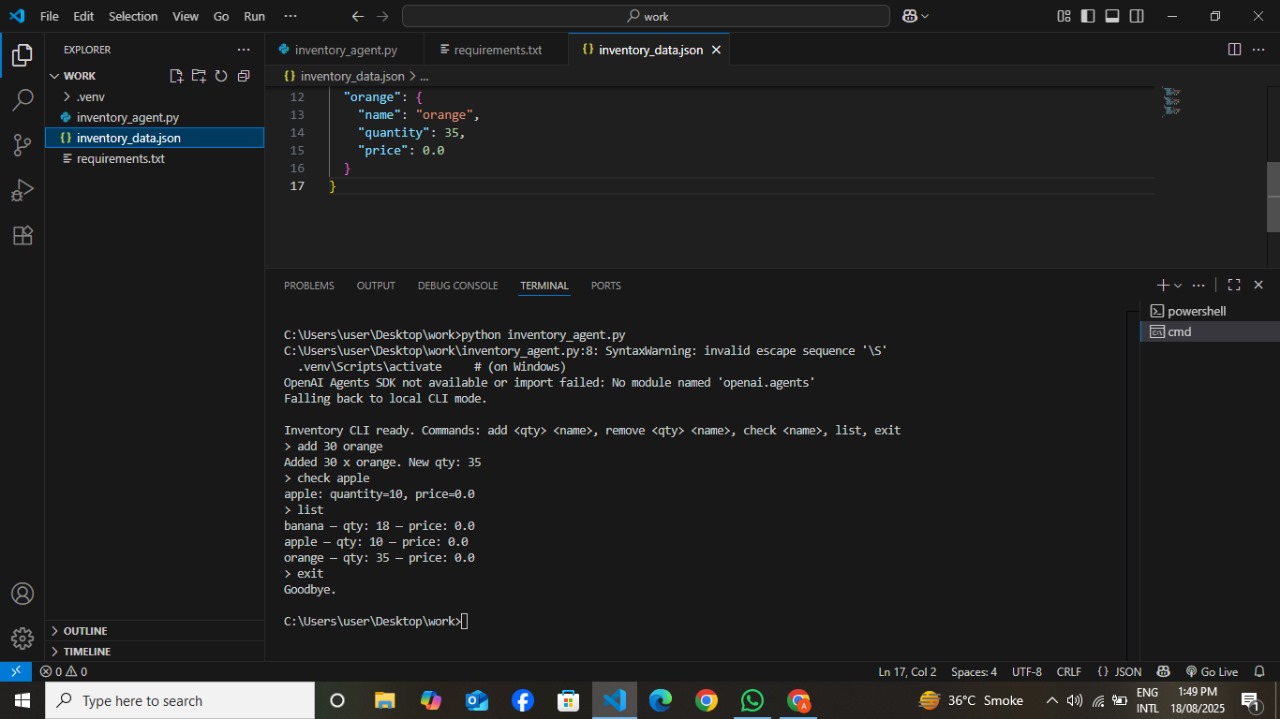 File Edit Selection View Go Run ···
work
EXPLORER
WORK
.venv
inventory_agent.py
inventory_data.json
requirements.txt
OUTLINE
TIMELINE
inventory_agent.py
requirements.txt
{} inventory_data.json
{} inventory_data.json > ...
12 "orange": {
13 "name": "orange",
14 "quantity": 35,
15 "price": 0.0
16 }
17 }
PROBLEMS OUTPUT DEBUG CONSOLE TERMINAL PORTS
powershell
cmd
C:\Users\user\Desktop\work>python inventory_agent.py
C:\Users\user\Desktop\work\inventory_agent.py:8: SyntaxWarning: invalid escape sequence '\S'
.venv\Scripts\activate # (on Windows)
OpenAI Agents SDK not available or import failed: No module named 'openai.agents'
Falling back to local CLI mode.
Inventory CLI ready. Commands: add <qty> <name>, remove <qty> <name>, check <name>, list, exit
> add 30 orange
Added 30 x orange. New qty: 35
> check apple
apple: quantity=10, price=0.0
> list
banana — qty: 18 — price: 0.0
apple — qty: 10 — price: 0.0
orange — qty: 35 — price: 0.0
> exit
Goodbye.
C:\Users\user\Desktop\work>
0 0
Ln 17, Col 2 Spaces: 4 UTF-8 CRLF {} JSON Go Live
Type here to search
36°C Smoke
ENG
INTL
1:49 PM
18/08/2025
1